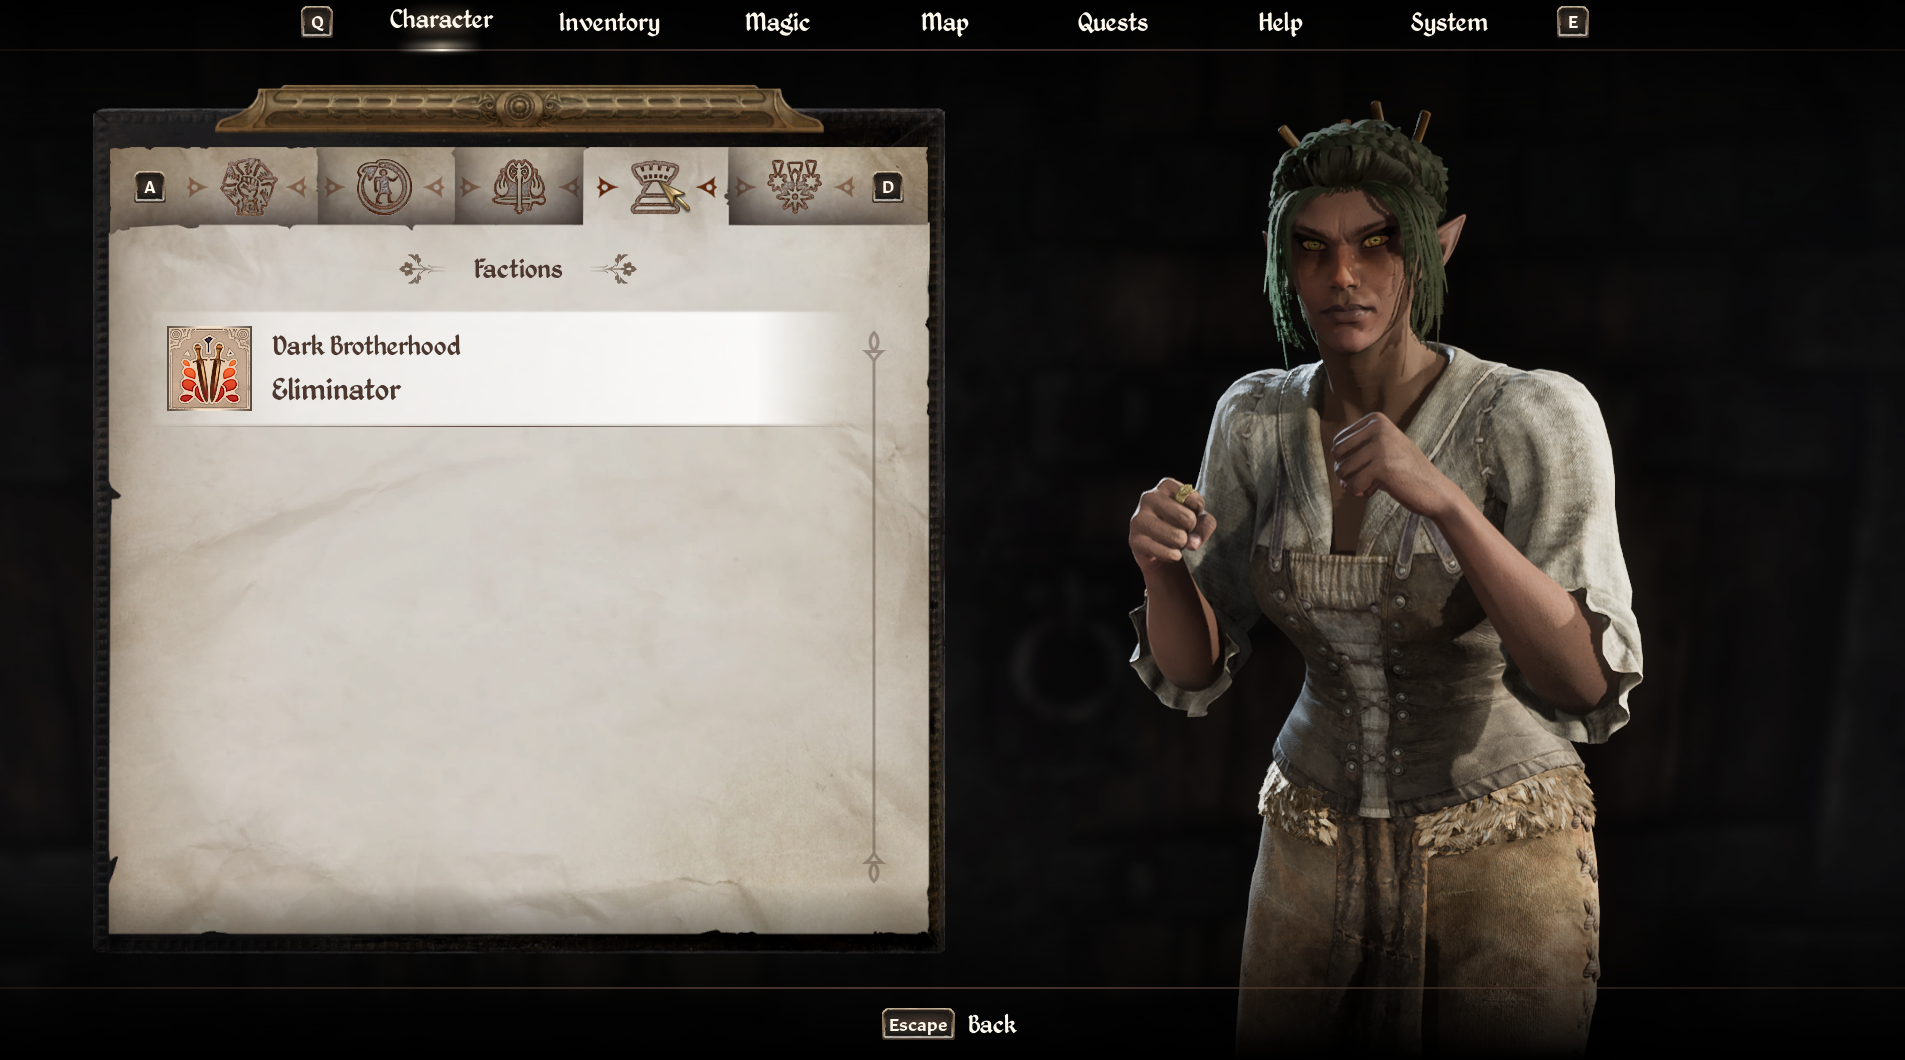 Q Character Inventory Magic Map Quests Help System E
A D
Factions
Dark Brotherhood
Eliminator
Escape Back